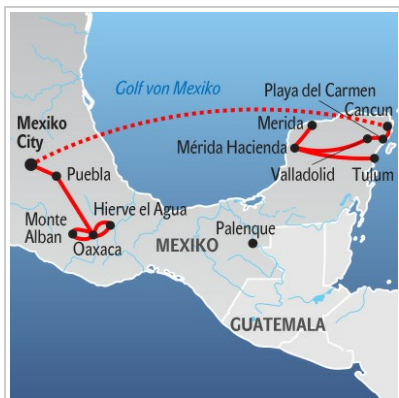 Golf von Mexiko
Playa del Carmen
Cancun
Mexiko
City
Merida
Mérida Hacienda
Puebla
Valladolid
Tulum
Monte
Alban
Hierve el Agua
Oaxaca
MEXIKO
Palenque
GUATEMALA